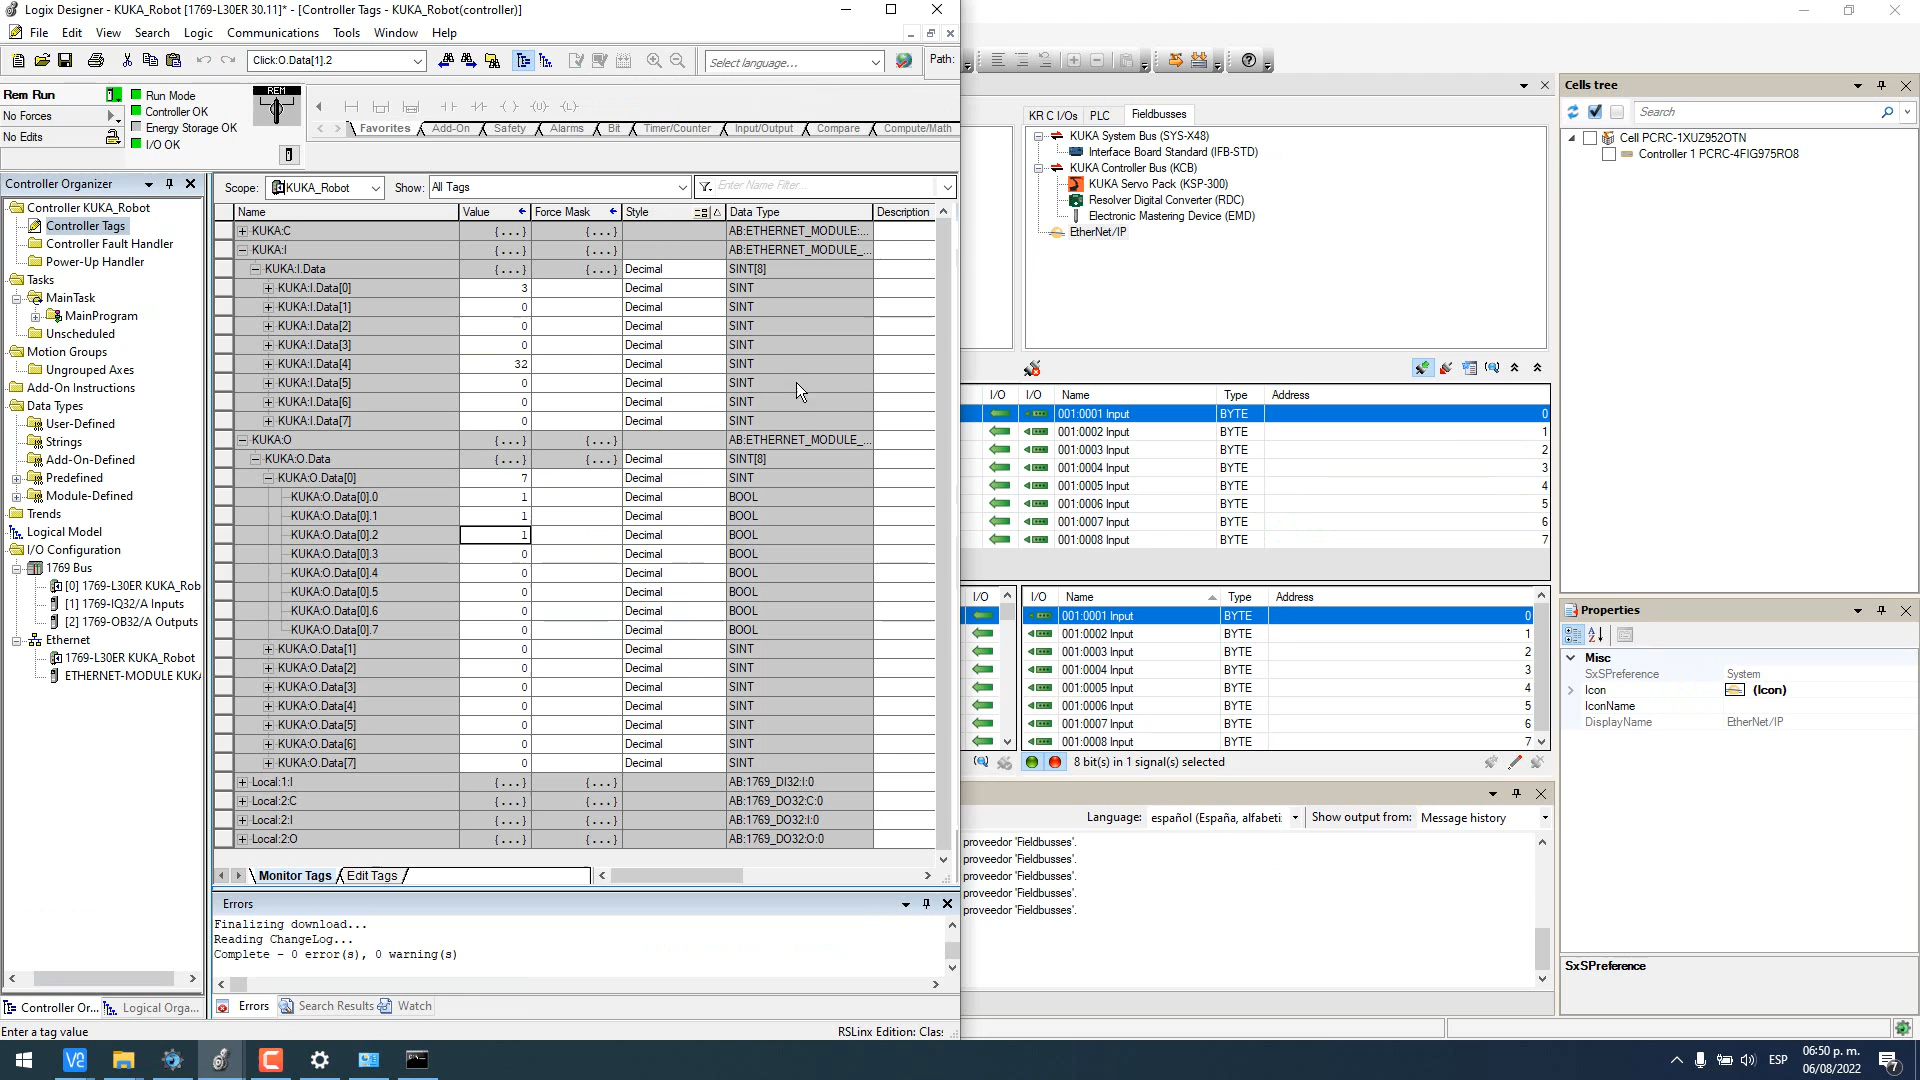 Logix Designer - KUKA_Robot [1769-L30ER 30.11]* - [Controller Tags - KUKA_Robot(controller)]
File Edit View Search Logic Communications Tools Window Help
Click:O.Data[1].2
Select language...
Path:
Rem Run
Run Mode
No Forces
Controller OK
Energy Storage OK
No Edits
I/O OK
REM
Favorites Add-On Safety Alarms Bit Timer/Counter Input/Output Compare Compute/Math
Controller Organizer
Controller KUKA_Robot
Controller Tags
Controller Fault Handler
Power-Up Handler
Tasks
MainTask
MainProgram
Unscheduled
Motion Groups
Ungrouped Axes
Add-On Instructions
Data Types
User-Defined
Strings
Add-On-Defined
Predefined
Module-Defined
Trends
Logical Model
I/O Configuration
1769 Bus
[0] 1769-L30ER KUKA_Rob
[1] 1769-IQ32/A Inputs
[2] 1769-OB32/A Outputs
Ethernet
1769-L30ER KUKA_Robot
ETHERNET-MODULE KUKA
Controller Or... Logical Orga...
Scope: KUKA_Robot Show: All Tags Enter Name Filter...
Name Value Force Mask Style Data Type Description
KUKA:C {...} {...} AB:ETHERNET_MODULE:...
KUKA:I {...} {...} AB:ETHERNET_MODULE_...
KUKA:I.Data {...} {...} Decimal SINT[8]
KUKA:I.Data[0] 3 Decimal SINT
KUKA:I.Data[1] 0 Decimal SINT
KUKA:I.Data[2] 0 Decimal SINT
KUKA:I.Data[3] 0 Decimal SINT
KUKA:I.Data[4] 32 Decimal SINT
KUKA:I.Data[5] 0 Decimal SINT
KUKA:I.Data[6] 0 Decimal SINT
KUKA:I.Data[7] 0 Decimal SINT
KUKA:O {...} {...} AB:ETHERNET_MODULE_...
KUKA:O.Data {...} {...} Decimal SINT[8]
KUKA:O.Data[0] 7 Decimal SINT
KUKA:O.Data[0].0 1 Decimal BOOL
KUKA:O.Data[0].1 1 Decimal BOOL
KUKA:O.Data[0].2 1 Decimal BOOL
KUKA:O.Data[0].3 0 Decimal BOOL
KUKA:O.Data[0].4 0 Decimal BOOL
KUKA:O.Data[0].5 0 Decimal BOOL
KUKA:O.Data[0].6 0 Decimal BOOL
KUKA:O.Data[0].7 0 Decimal BOOL
KUKA:O.Data[1] 0 Decimal SINT
KUKA:O.Data[2] 0 Decimal SINT
KUKA:O.Data[3] 0 Decimal SINT
KUKA:O.Data[4] 0 Decimal SINT
KUKA:O.Data[5] 0 Decimal SINT
KUKA:O.Data[6] 0 Decimal SINT
KUKA:O.Data[7] 0 Decimal SINT
Local:1:I {...} {...} AB:1769_DI32:I:0
Local:2:C {...} {...} AB:1769_DO32:C:0
Local:2:I {...} {...} AB:1769_DO32:I:0
Local:2:O {...} {...} AB:1769_DO32:O:0
Monitor Tags Edit Tags
Errors
Finalizing download...
Reading ChangeLog...
Complete - 0 error(s), 0 warning(s)
Errors Search Results Watch
Enter a tag value
RSLinx Edition: Clas
KR C I/Os PLC Fieldbusses
KUKA System Bus (SYS-X48)
Interface Board Standard (IFB-STD)
KUKA Controller Bus (KCB)
KUKA Servo Pack (KSP-300)
Resolver Digital Converter (RDC)
Electronic Mastering Device (EMD)
EtherNet/IP
I/O I/O Name Type Address
001:0001 Input BYTE 0
001:0002 Input BYTE 1
001:0003 Input BYTE 2
001:0004 Input BYTE 3
001:0005 Input BYTE 4
001:0006 Input BYTE 5
001:0007 Input BYTE 6
001:0008 Input BYTE 7
I/O I/O Name Type Address
001:0001 Input BYTE 0
001:0002 Input BYTE 1
001:0003 Input BYTE 2
001:0004 Input BYTE 3
001:0005 Input BYTE 4
001:0006 Input BYTE 5
001:0007 Input BYTE 6
001:0008 Input BYTE 7
8 bit(s) in 1 signal(s) selected
Language: español (España, alfabeti: Show output from: Message history
proveedor 'Fieldbusses'.
proveedor 'Fieldbusses'.
proveedor 'Fieldbusses'.
proveedor 'Fieldbusses'.
proveedor 'Fieldbusses'.
Cells tree
Search
Cell PCRC-1XUZ952OTN
Controller 1 PCRC-4FIG975RO8
Properties
Misc
SxSPreference System
Icon (Icon)
IconName
DisplayName EtherNet/IP
SxSPreference
ESP
06:50 p. m.
06/08/2022
7